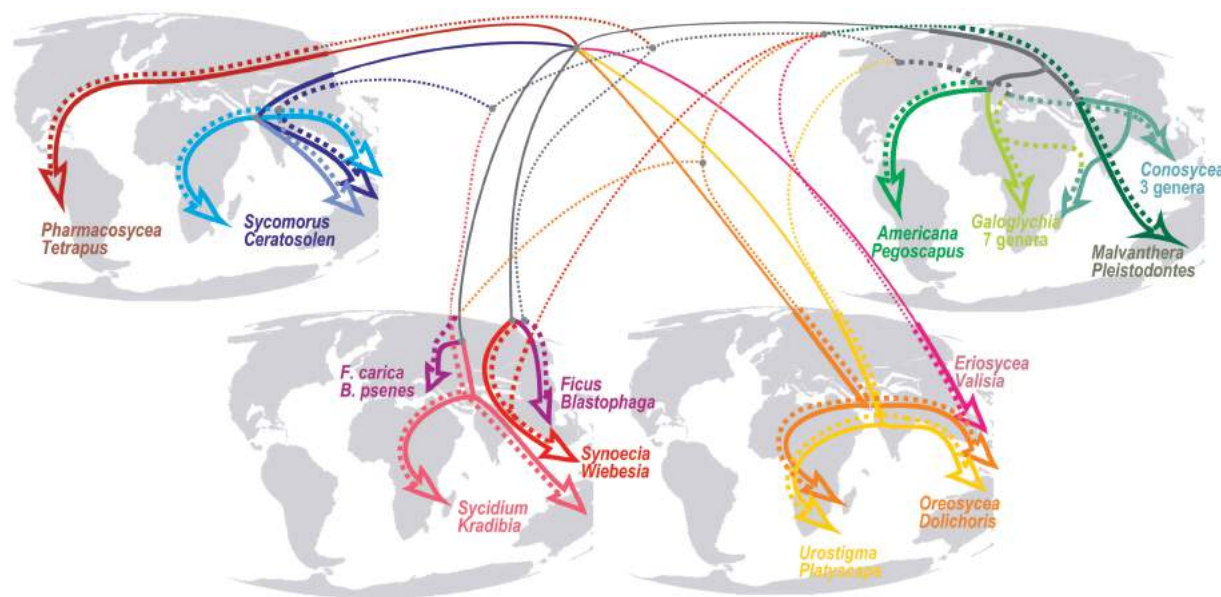 Pharmacosycea
Tetrapus
Sycomorus
Ceratosolen
Americana
Pegoscapus
Galoglychia
7 genera
Conosycea
3 genera
Malvanthera
Pleistodontes
F. carica
B. psenes
Ficus
Blastophaga
Synoecia
Wiebesia
Sycidium
Kradibia
Eriosycea
Valisia
Oreosycea
Dolichoris
Urostigma
Platyscapa